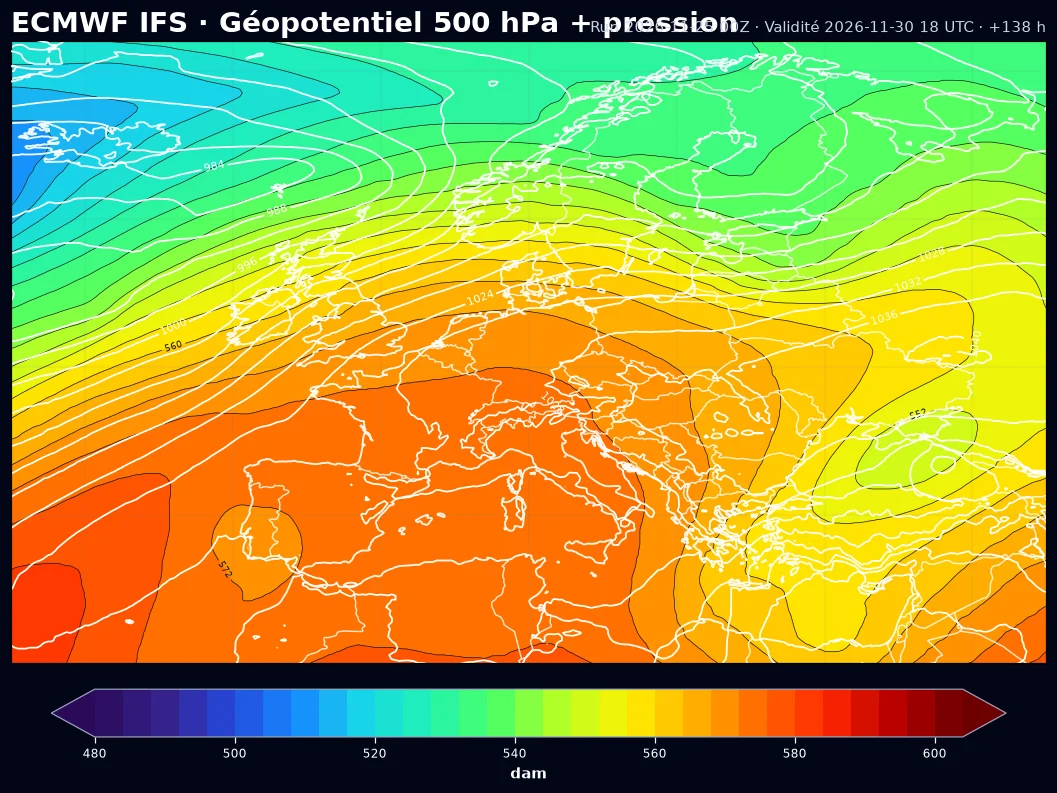 ECMWF IFS · Géopotentiel 500 hPa + pression
Validité 2026-11-30 18 UTC · +138 h
984
988
996
1000
560
1024
1028
1032
1036
552
572
480 500 520 540 560 580 600
dam